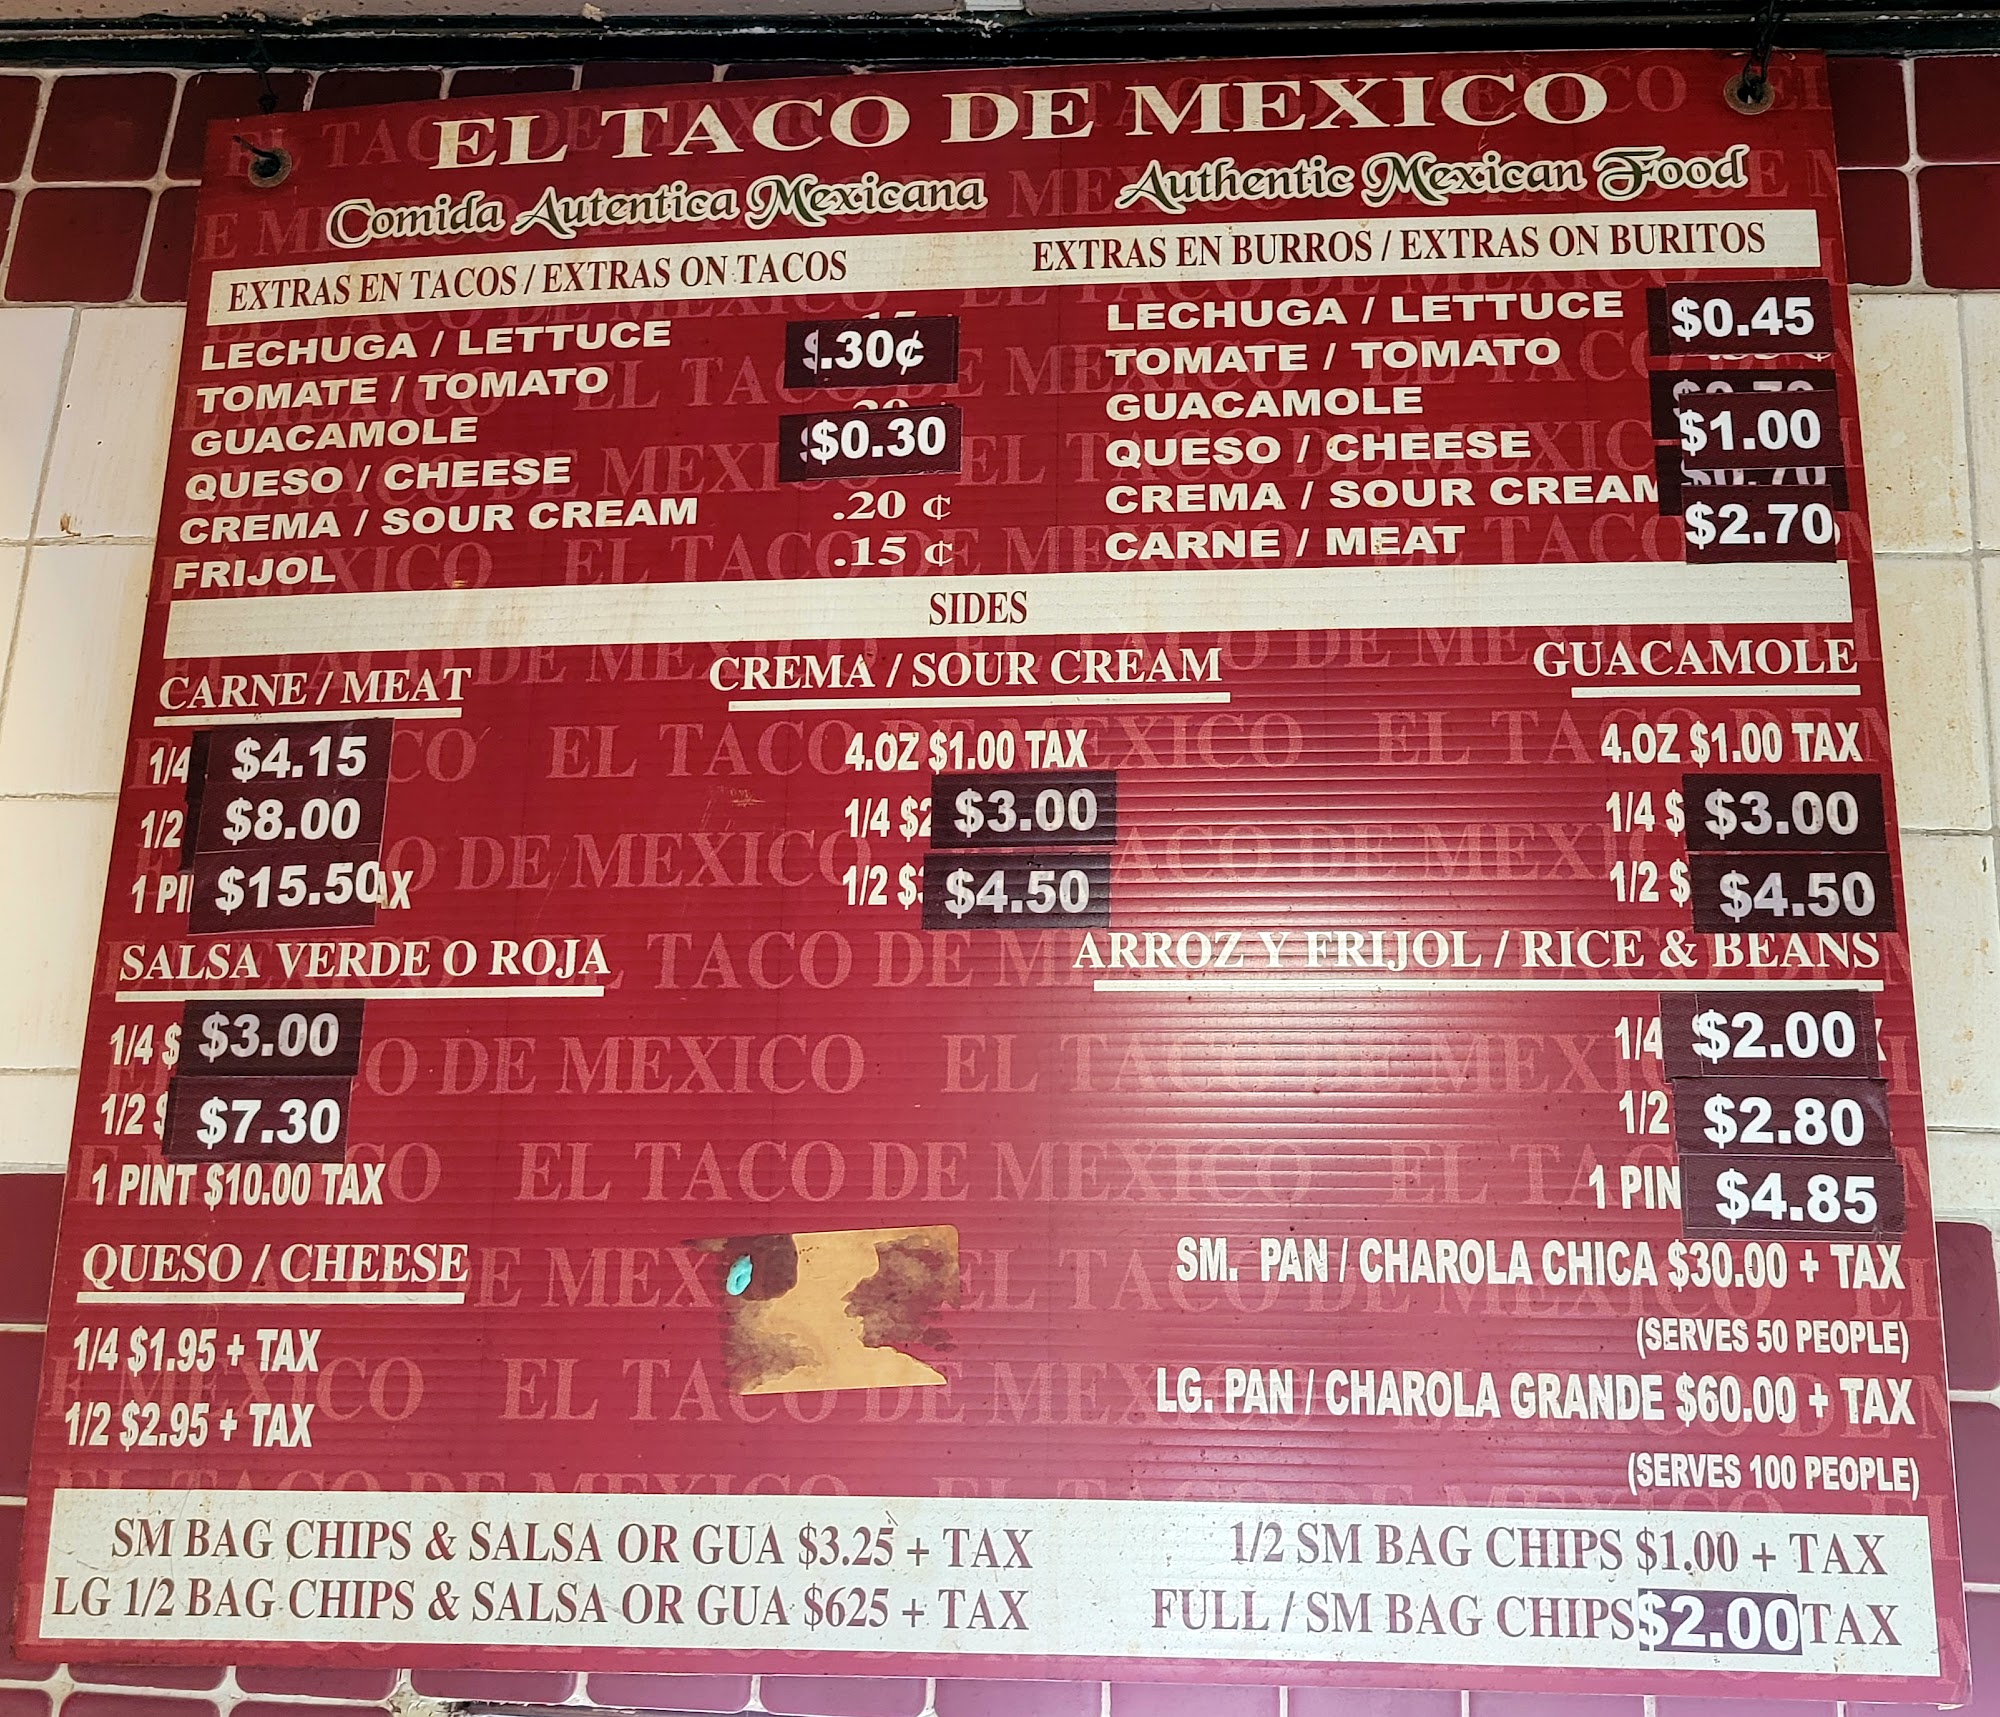 EL TACO DE MEXICO
Comida Autentica Mexicana
Authentic Mexican Food
EXTRAS EN TACOS / EXTRAS ON TACOS
LECHUGA / LETTUCE
TOMATE / TOMATO
GUACAMOLE
QUESO / CHEESE
CREMA / SOUR CREAM
FRIJOL
$.30¢
$0.30
.20 ¢
.15 ¢
EXTRAS EN BURROS / EXTRAS ON BURITOS
LECHUGA / LETTUCE
TOMATE / TOMATO
GUACAMOLE
QUESO / CHEESE
CREMA / SOUR CREAM
CARNE / MEAT
$0.45
$1.00
$2.70
SIDES
CARNE / MEAT
1/4 $4.15
1/2 $8.00
1 PI $15.50 AX
CREMA / SOUR CREAM
4.OZ $1.00 TAX
1/4 $2 $3.00
1/2 $ $4.50
GUACAMOLE
4.OZ $1.00 TAX
1/4 $ $3.00
1/2 $ $4.50
SALSA VERDE O ROJA
1/4 $ $3.00
1/2 $ $7.30
1 PINT $10.00 TAX
QUESO / CHEESE
1/4 $1.95 + TAX
1/2 $2.95 + TAX
ARROZ Y FRIJOL / RICE & BEANS
1/4 $2.00
1/2 $2.80
1 PIN $4.85
SM. PAN / CHAROLA CHICA $30.00 + TAX
(SERVES 50 PEOPLE)
LG. PAN / CHAROLA GRANDE $60.00 + TAX
(SERVES 100 PEOPLE)
SM BAG CHIPS & SALSA OR GUA $3.25 + TAX
LG 1/2 BAG CHIPS & SALSA OR GUA $625 + TAX
1/2 SM BAG CHIPS $1.00 + TAX
FULL / SM BAG CHIPS $2.00 TAX